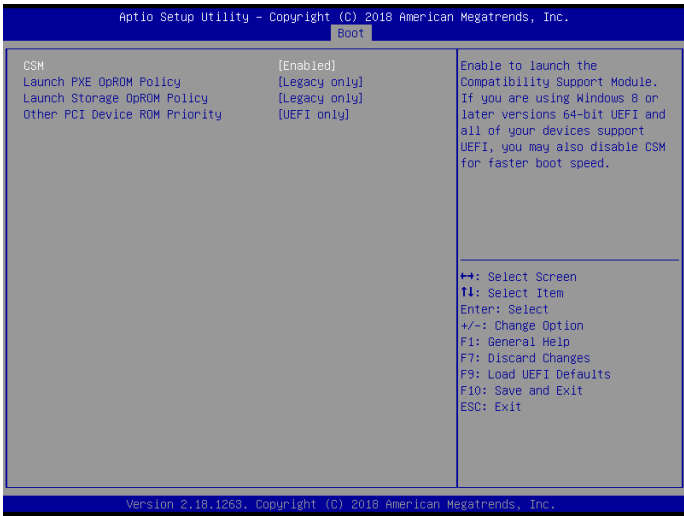 Aptio Setup Utility – Copyright (C) 2018 American Megatrends, Inc.
Boot
CSM [Enabled]
Launch PXE OpROM Policy [Legacy only]
Launch Storage OpROM Policy [Legacy only]
Other PCI Device ROM Priority [UEFI only]
Enable to launch the
Compatibility Support Module.
If you are using Windows 8 or
later versions 64-bit UEFI and
all of your devices support
UEFI, you may also disable CSM
for faster boot speed.
↔: Select Screen
↑↓: Select Item
Enter: Select
+/-: Change Option
F1: General Help
F7: Discard Changes
F9: Load UEFI Defaults
F10: Save and Exit
ESC: Exit
Version 2.18.1263. Copyright (C) 2018 American Megatrends, Inc.